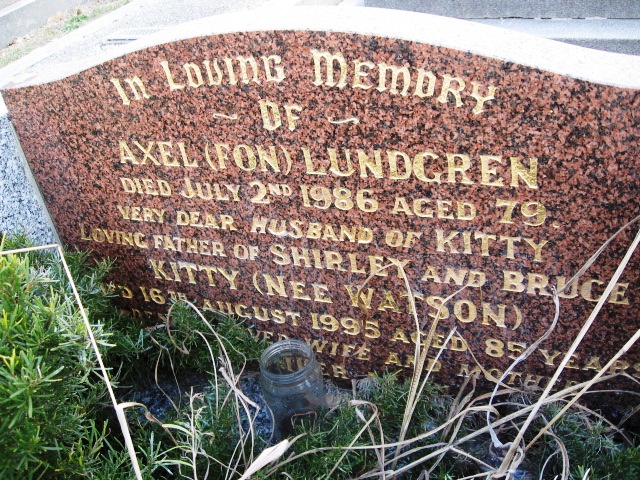 In Loving Memory
~ OF ~
AXEL (FON) LUNDGREN
DIED JULY 2ND 1986 AGED 79.
VERY DEAR HUSBAND OF KITTY
LOVING FATHER OF SHIRLEY AND BRUCE
KITTY (NEE WATSON)
16TH AUGUST 1995 AGED 85 YEARS
WIFE AND